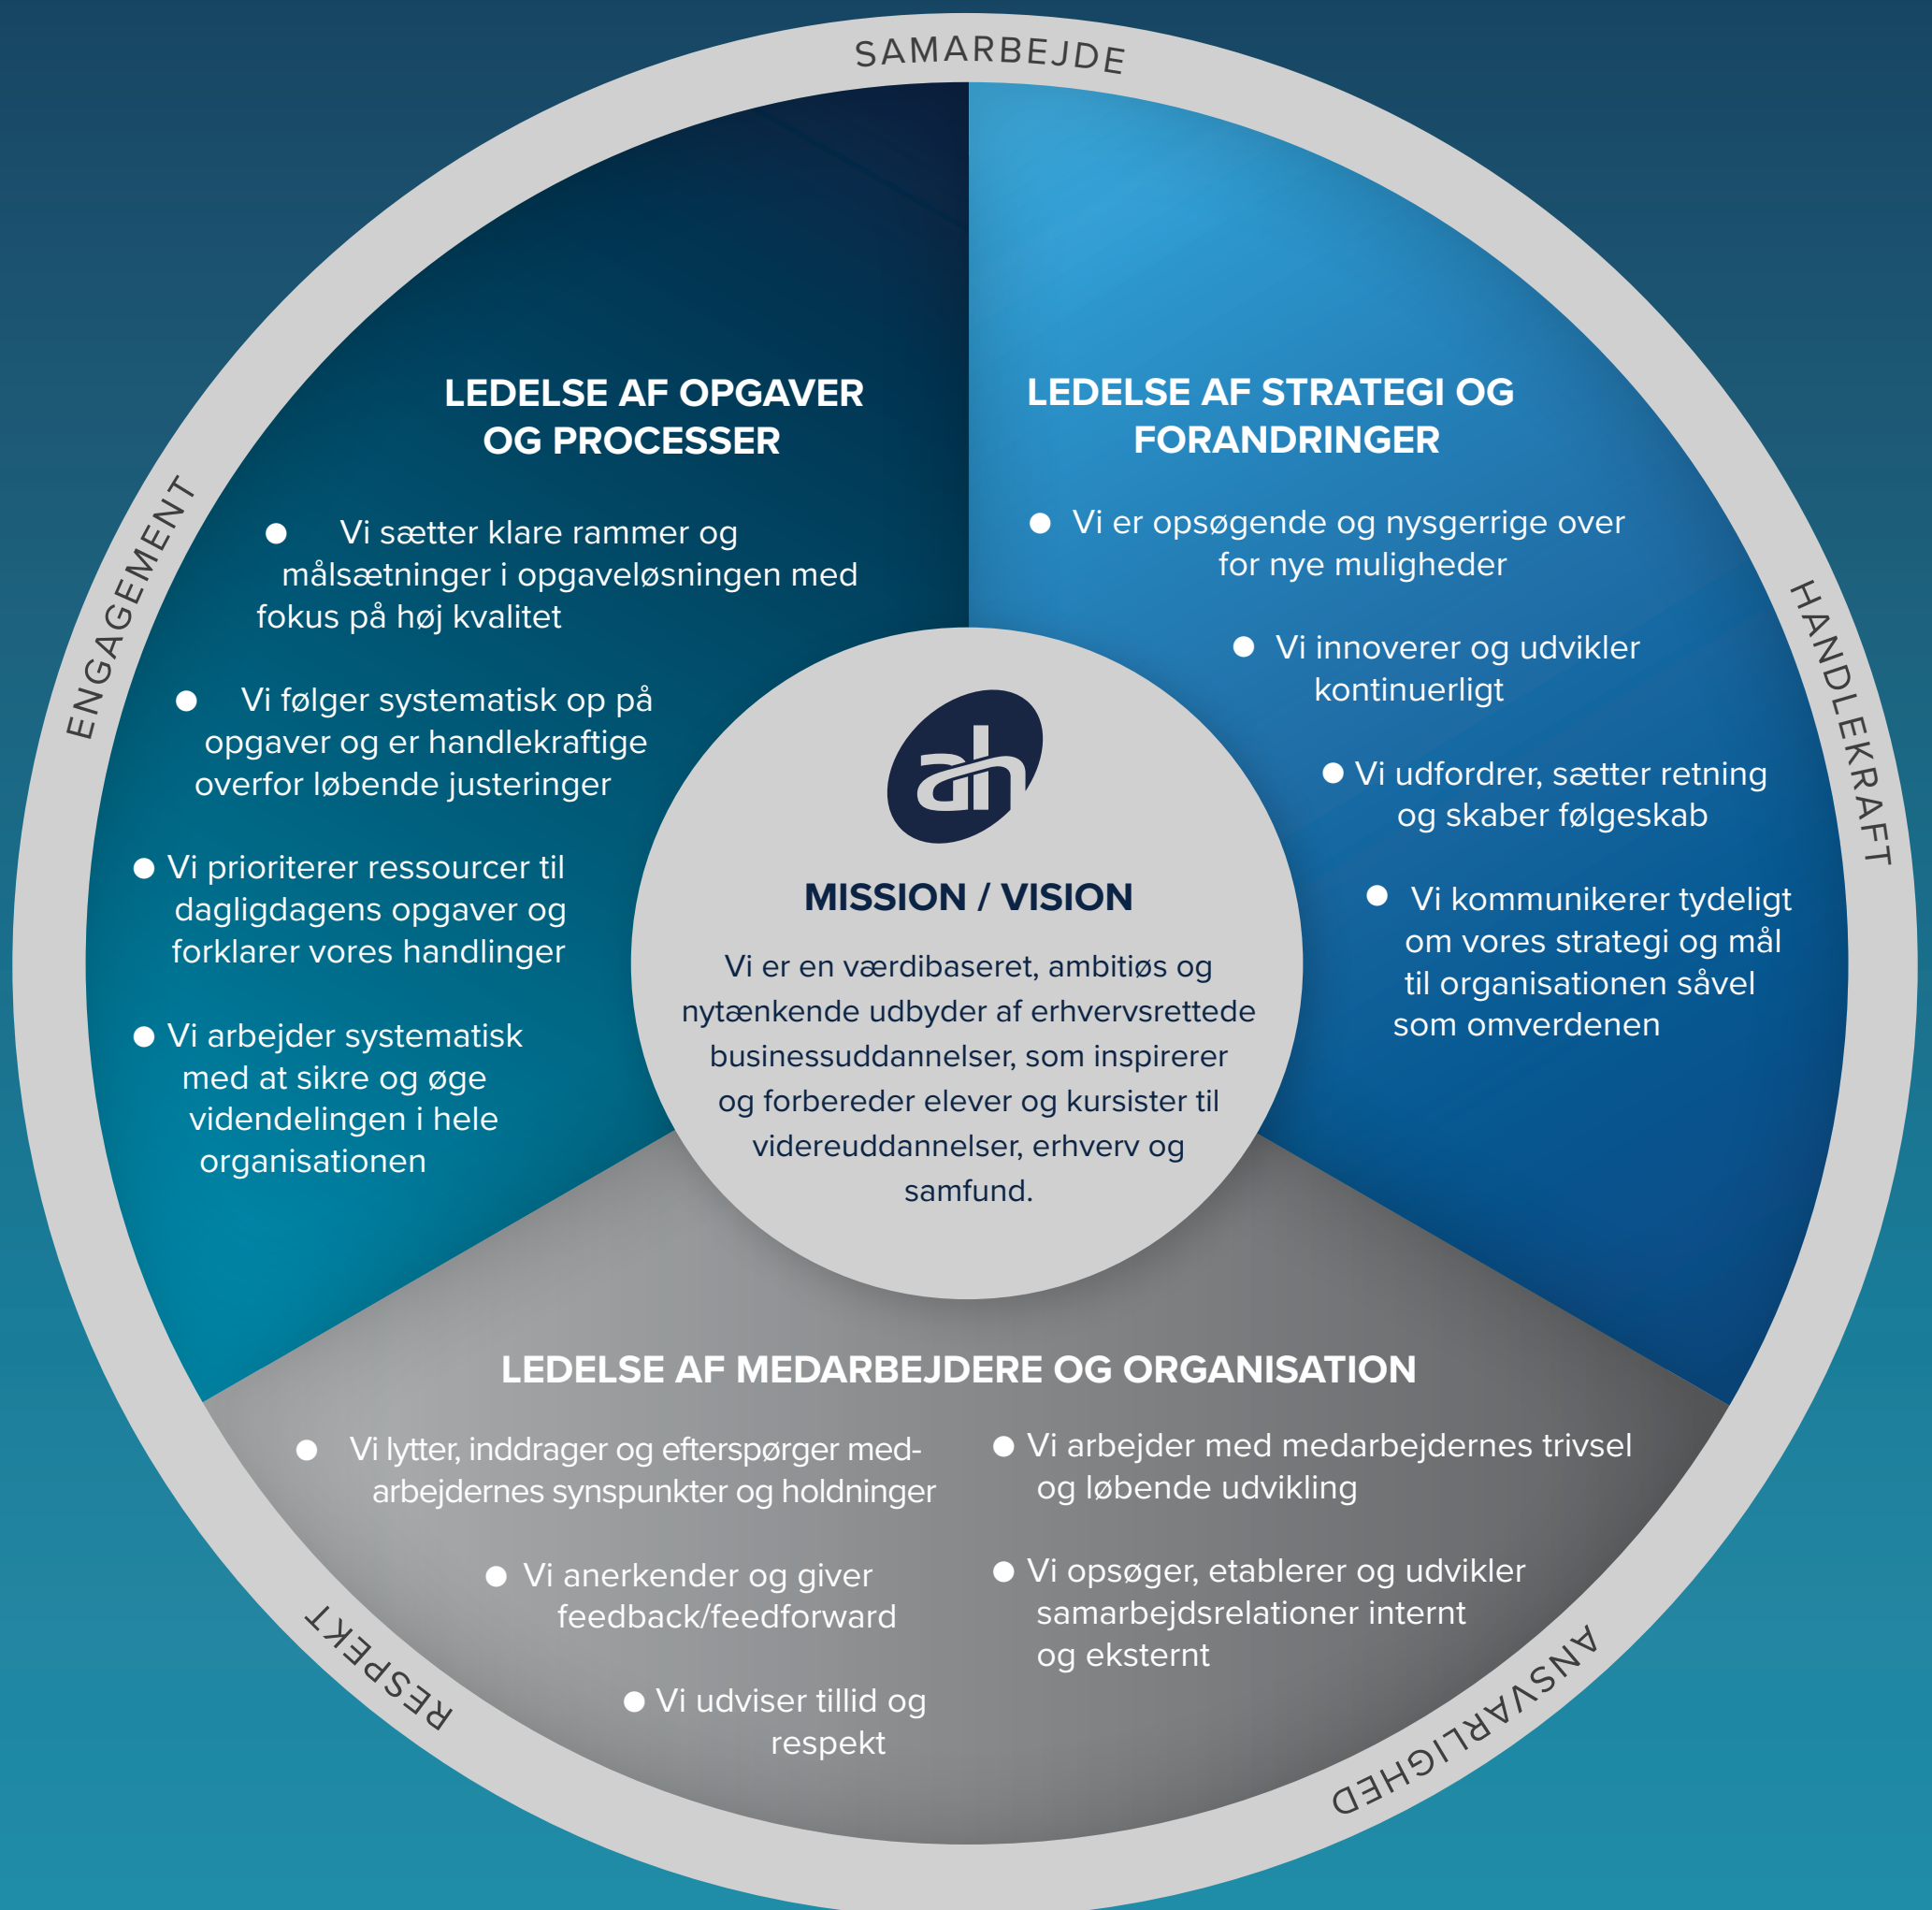 SAMARBEJDE
LEDELSE AF OPGAVER
OG PROCESSER
● Vi sætter klare rammer og
målsætninger i opgaveløsningen med
fokus på høj kvalitet
● Vi følger systematisk op på
opgaver og er handlekraftige
overfor løbende justeringer
● Vi prioriterer ressourcer til
dagligdagens opgaver og
forklarer vores handlinger
● Vi arbejder systematisk
med at sikre og øge
videndelingen i hele
organisationen
LEDELSE AF STRATEGI OG
FORANDRINGER
● Vi er opsøgende og nysgerrige over
for nye muligheder
● Vi innoverer og udvikler
kontinuerligt
● Vi udfordrer, sætter retning
og skaber følgeskab
● Vi kommunikerer tydeligt
om vores strategi og mål
til organisationen såvel
som omverdenen
ENGAGEMENT
HANDLEKRAFT
ah
MISSION / VISION
Vi er en værdibaseret, ambitiøs og
nytænkende udbyder af erhvervsrettede
businessuddannelser, som inspirerer
og forbereder elever og kursister til
videreuddannelser, erhverv og
samfund.
LEDELSE AF MEDARBEJDERE OG ORGANISATION
● Vi lytter, inddrager og efterspørger med-
arbejdernes synspunkter og holdninger
● Vi anerkender og giver
feedback/feedforward
● Vi udviser tillid og
respekt
● Vi arbejder med medarbejdernes trivsel
og løbende udvikling
● Vi opsøger, etablerer og udvikler
samarbejdsrelationer internt
og eksternt
RESPEKT
ANSVARLIGHED